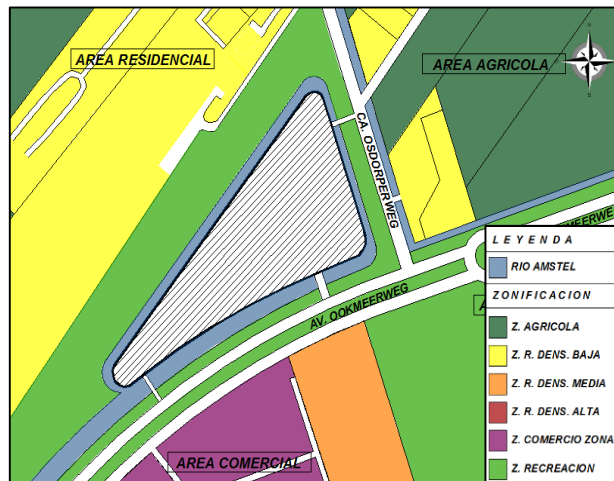 AREA RESIDENCIAL
AREA AGRICOLA
CA. OSDORPERWEG
AV. OOKMEERWEG
AREA COMERCIAL
LEYENDA
RIO AMSTEL
ZONIFICACION
Z. AGRICOLA
Z. R. DENS. BAJA
Z. R. DENS. MEDIA
Z. R. DENS. ALTA
Z. COMERCIO ZONA
Z. RECREACION